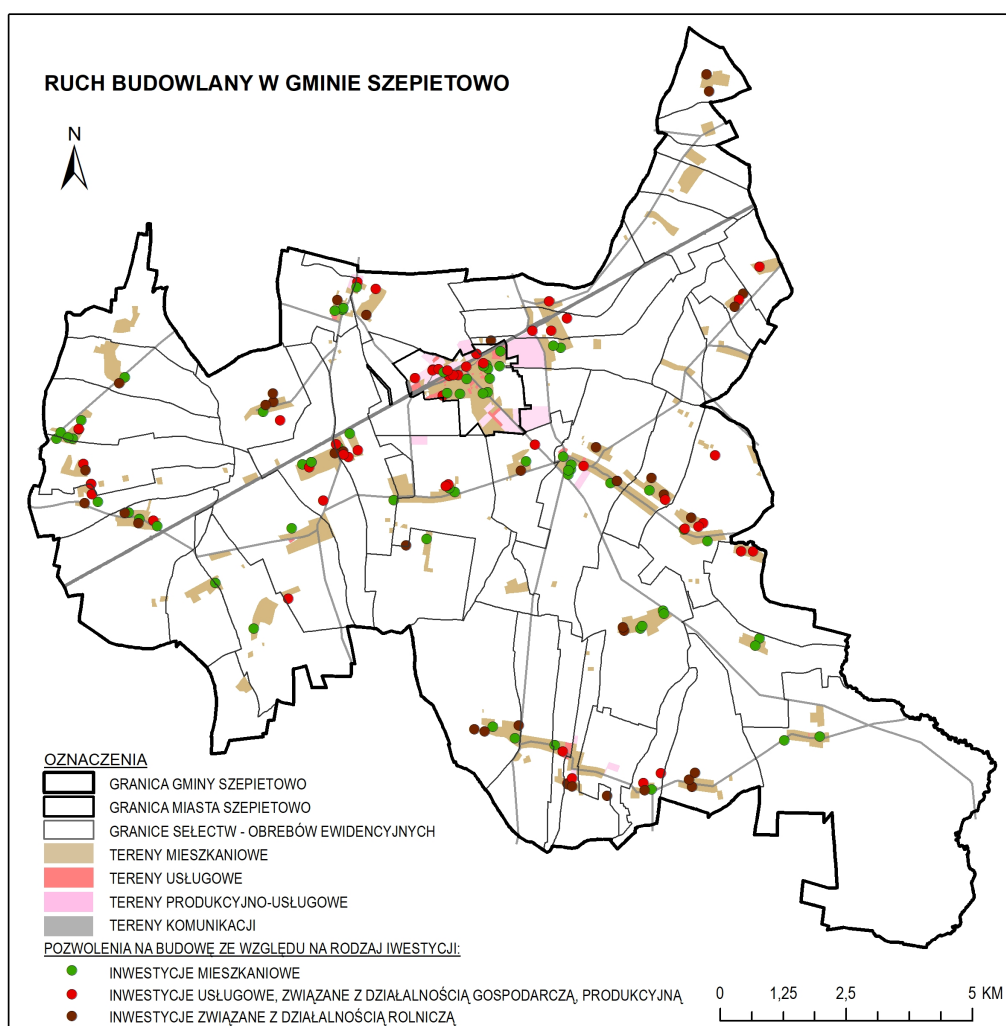 RUCH BUDOWLANY W GMINIE SZEPIETOWO
N
OZNACZENIA
GRANICA GMINY SZEPIETOWO
GRANICA MIASTA SZEPIETOWO
GRANICE SEŁECTW - OBRĘBÓW EWIDENCYJNYCH
TERENY MIESZKANIOWE
TERENY USŁUGOWE
TERENY PRODUKCYJNO-USŁUGOWE
TERENY KOMUNIKACJI
POZWOLENIA NA BUDOWĘ ZE WZGLĘDU NA RODZAJ IWESTYCJI:
INWESTYCJE MIESZKANIOWE
INWESTYCJE USŁUGOWE, ZWIĄZANE Z DZIAŁALNOŚCIĄ GOSPODARCZĄ, PRODUKCYJNĄ
INWESTYCJE ZWIĄZANE Z DZIAŁALNOŚCIĄ ROLNICZĄ
0 1,25 2,5 5 KM